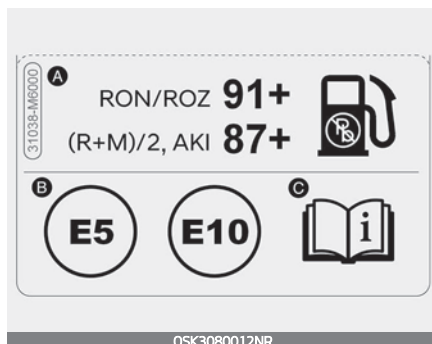 31038-M6000
A
RON/ROZ 91+
(R+M)/2, AKI 87+
Pb
B
E5
E10
C
i
OSK3080012NR